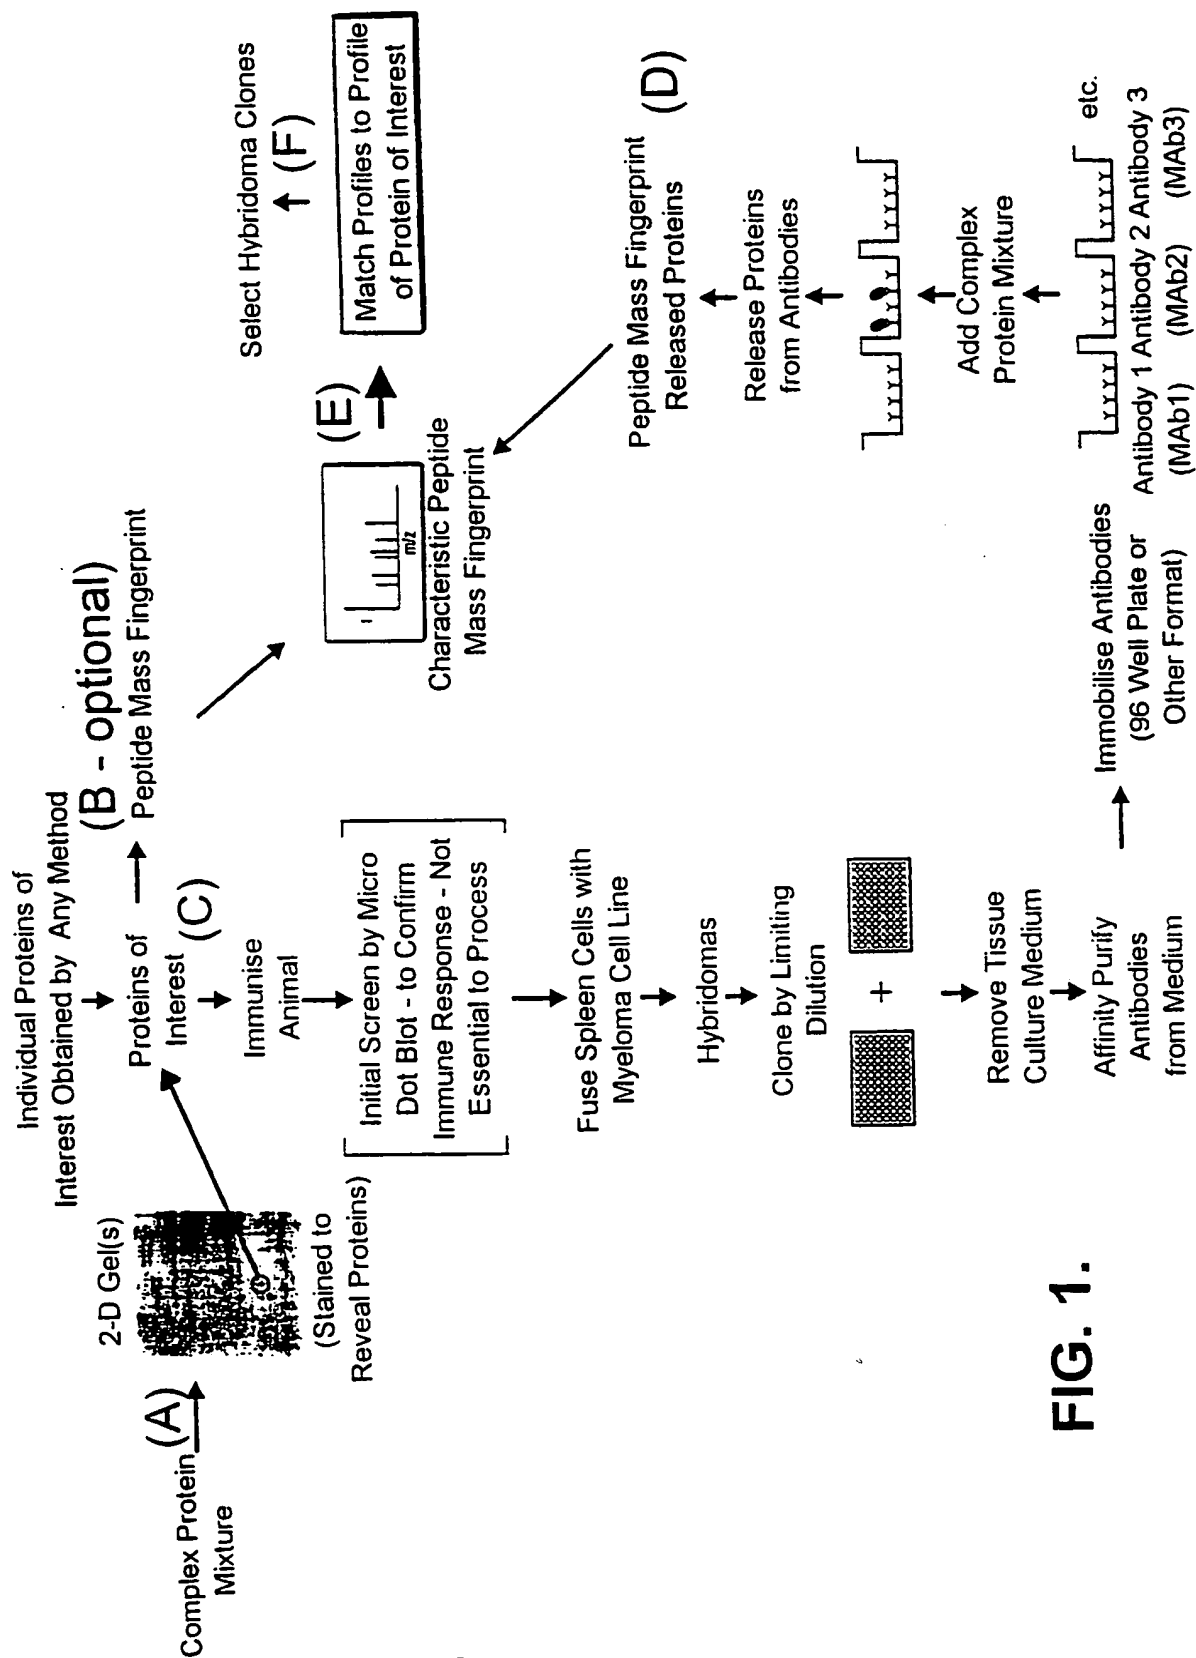 Individual Proteins of
Interest Obtained by Any Method
(B - optional)
Proteins of
Interest
Peptide Mass Fingerprint
(C)
2-D Gel(s)
(Stained to
Reveal Proteins)
(A)
Complex Protein
Mixture
Immunise
Animal
Initial Screen by Micro
Dot Blot - to Confirm
Immune Response - Not
Essential to Process
Fuse Spleen Cells with
Myeloma Cell Line
Hybridomas
Clone by Limiting
Dilution
+
Remove Tissue
Culture Medium
Affinity Purify
Antibodies
from Medium
Immobilise Antibodies
(96 Well Plate or
Other Format)
etc.
Antibody 1 Antibody 2 Antibody 3
(MAb1) (MAb2) (MAb3)
Add Complex
Protein Mixture
Release Proteins
from Antibodies
Peptide Mass Fingerprint
Released Proteins
(D)
m/z
Characteristic Peptide
Mass Fingerprint
(E)
Match Profiles to Profile
of Protein of Interest
(F)
Select Hybridoma Clones
FIG. 1.